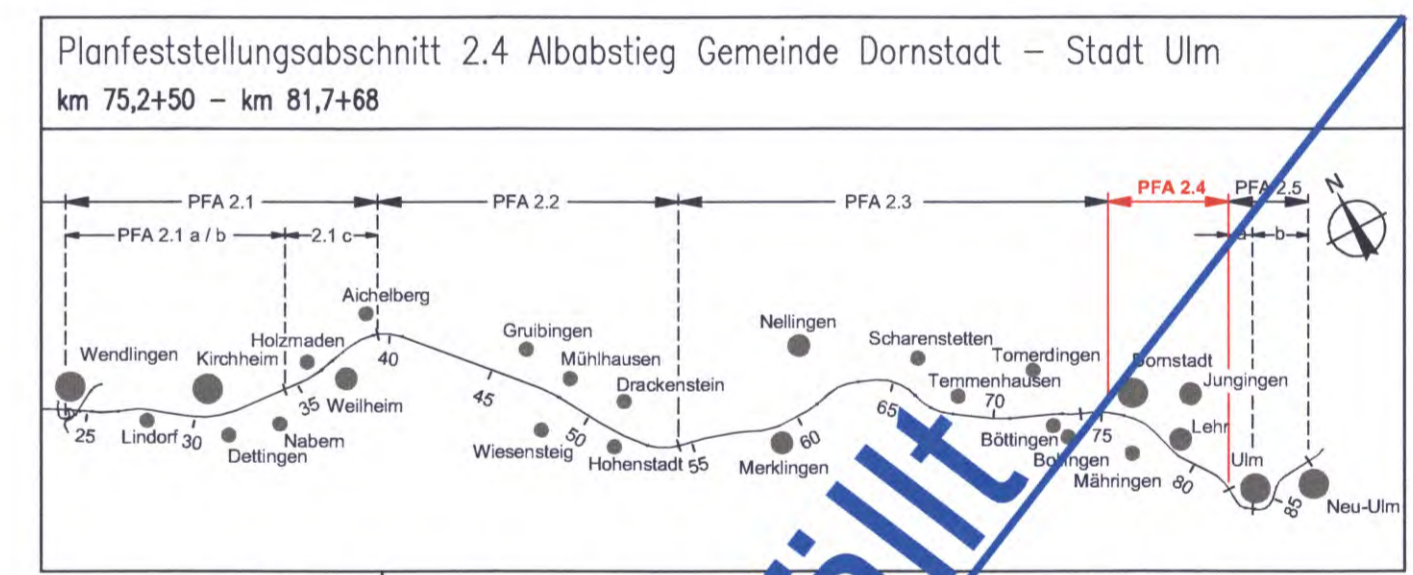 Planfeststellungsabschnitt 2.4 Albabstieg Gemeinde Dornstadt – Stadt Ulm
km 75,2+50 – km 81,7+68
PFA 2.1
PFA 2.2
PFA 2.3
PFA 2.4
PFA 2.5
N
PFA 2.1 a / b
2.1 c
a
b
Aichelberg
Wendlingen
Kirchheim
Holzmaden
40
Gruibingen
Mühlhausen
Drackenstein
Nellingen
Scharenstetten
Tomerdingen
Dornstadt
Jungingen
Temmenhausen
25
Lindorf
30
Dettingen
Nabern
35
Weilheim
45
Wiesensteig
50
Hohenstadt
55
Merklingen
60
65
70
Böttingen
Bollingen
75
Mähringen
Lehr
80
Ulm
85
Neu-Ulm